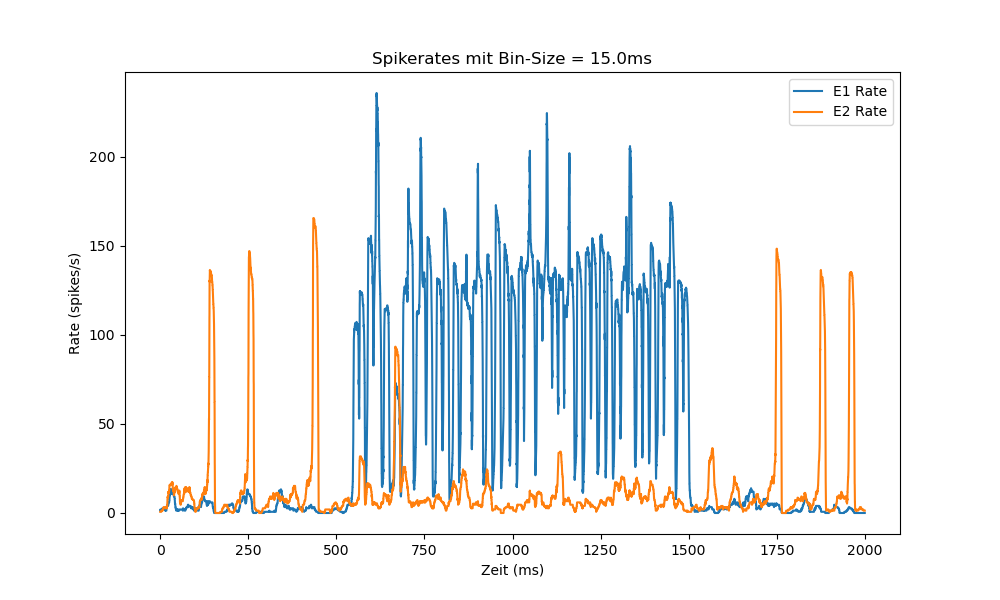 Spikerates mit Bin-Size = 15.0ms
E1 Rate
E2 Rate
Rate (spikes/s)
200
150
100
50
0
0 250 500 750 1000 1250 1500 1750 2000
Zeit (ms)